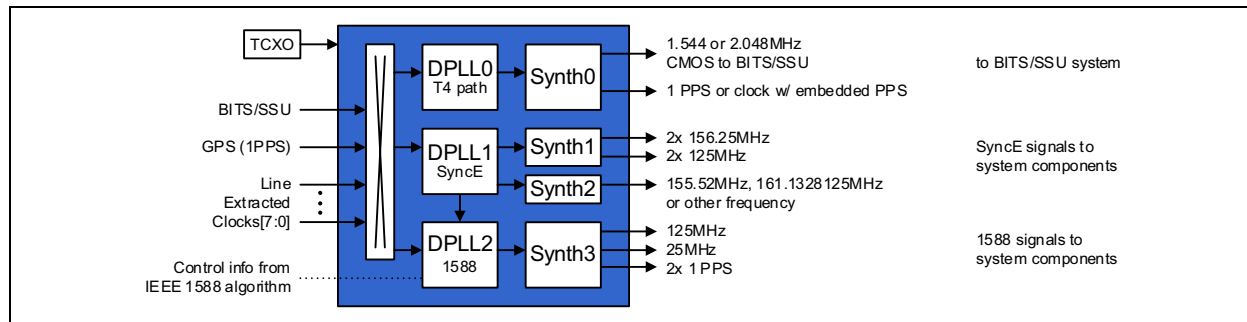 TCXO
BITS/SSU
GPS (1PPS)
Line
Extracted
Clocks[7:0]
Control info from
IEEE 1588 algorithm
DPLL0
T4 path
Synth0
DPLL1
SyncE
Synth1
Synth2
DPLL2
1588
Synth3
1.544 or 2.048MHz
CMOS to BITS/SSU
1 PPS or clock w/ embedded PPS
to BITS/SSU system
2x 156.25MHz
2x 125MHz
155.52MHz, 161.1328125MHz
or other frequency
SyncE signals to
system components
125MHz
25MHz
2x 1 PPS
1588 signals to
system components